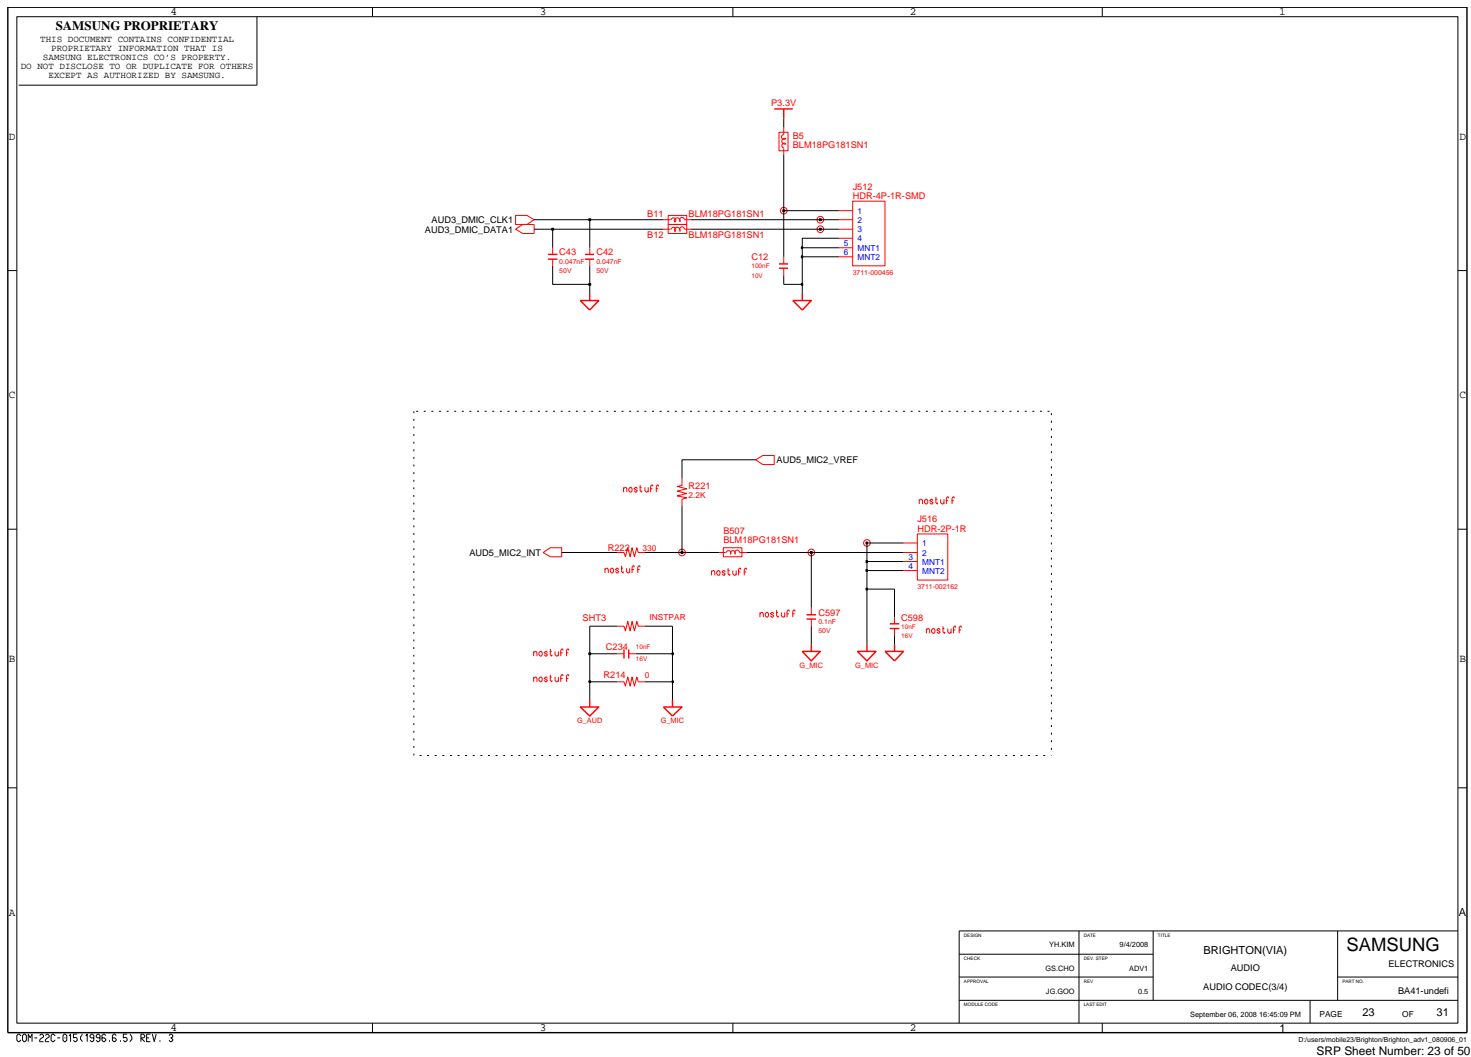 4 3 2 1
SAMSUNG PROPRIETARY
THIS DOCUMENT CONTAINS CONFIDENTIAL
PROPRIETARY INFORMATION THAT IS
SAMSUNG ELECTRONICS CO'S PROPERTY.
DO NOT DISCLOSE TO OR DUPLICATE FOR OTHERS
EXCEPT AS AUTHORIZED BY SAMSUNG.
P3.3V
D D
B5
BLM18PG181SN1
J512
HDR-4P-1R-SMD
AUD3_DMIC_CLK1 B11 BLM18PG181SN1 1
2
AUD3_DMIC_DATA1 B12 BLM18PG181SN1 3
4
5 MNT1
6 MNT2
C43 C42 C12
0.047nF 0.047nF 100nF
50V 50V 10V
3711-000456
C C
AUD5_MIC2_VREF
nostuff R221
2.2K
nostuff
J516
HDR-2P-1R
B507
BLM18PG181SN1
AUD5_MIC2_INT R222 330
1
2
3 MNT1
4 MNT2
nostuff nostuff
3711-002162
SHT3 INSTPAR
nostuff C597
0.1nF
50V
C598
10nF
16V
nostuff
nostuff C234 10nF
16V
B B
G_MIC G_MIC
nostuff R214 0
G_AUD G_MIC
A A
DESIGN YH.KIM DATE 9/4/2008 TITLE BRIGHTON(VIA) SAMSUNG
ELECTRONICS
CHECK GS.CHO DEV. STEP ADV1 AUDIO
APPROVAL JG.GOO REV 0.5 AUDIO CODEC(3/4) PART NO. BA41-undefi
MODULE CODE LAST EDIT September 06, 2008 16:45:09 PM PAGE 23 OF 31
4 3 2 1
COM-22C-015(1996.6.5) REV. 3
D:/users/mobile23/Brighton/Brighton_adv1_080906_01
SRP Sheet Number: 23 of 50